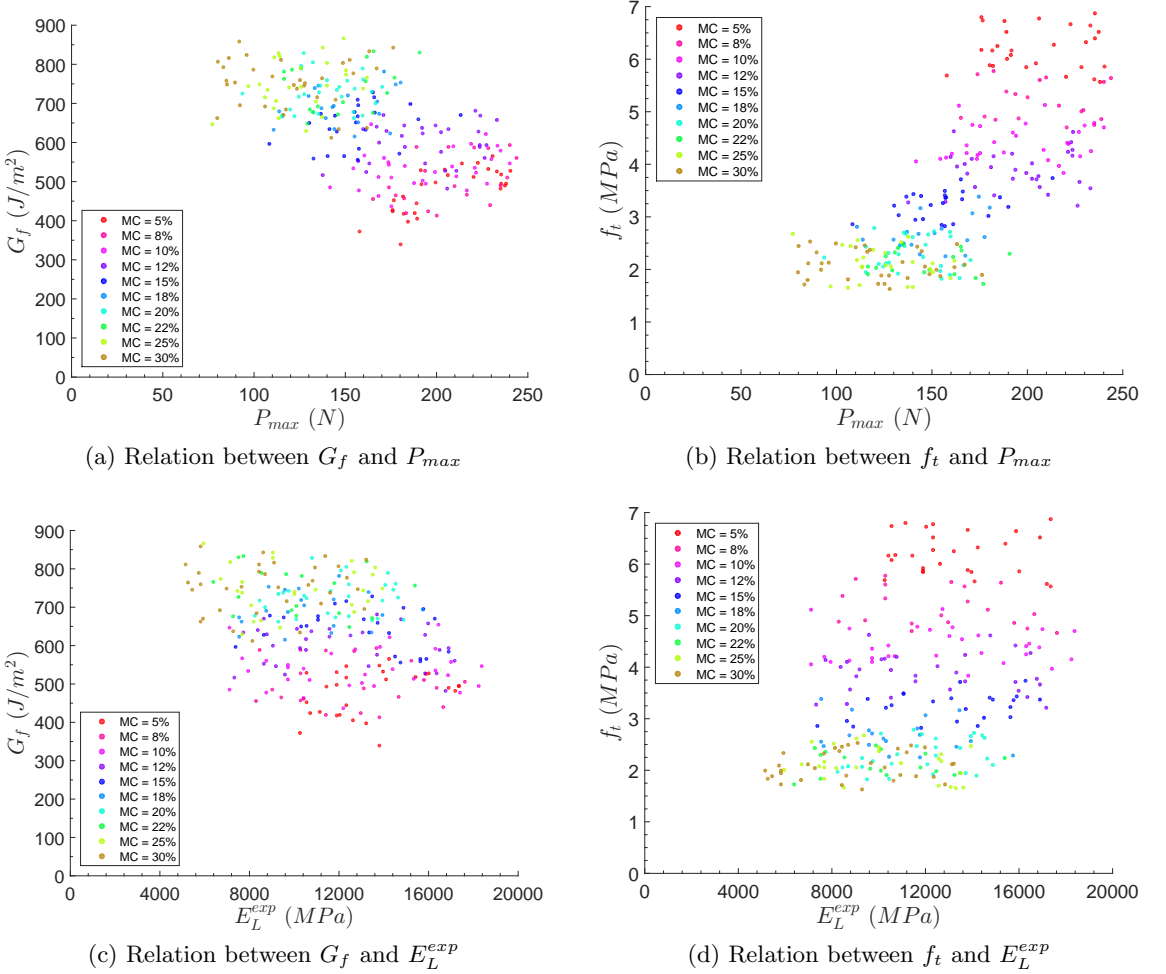 900
800
700
600
500
400
300
200
100
0
G_f (J/m²)
MC = 5%
MC = 8%
MC = 10%
MC = 12%
MC = 15%
MC = 18%
MC = 20%
MC = 22%
MC = 25%
MC = 30%
0 50 100 150 200 250
P_max (N)
(a) Relation between G_f and P_max
7
6
5
4
3
2
1
0
f_t (MPa)
MC = 5%
MC = 8%
MC = 10%
MC = 12%
MC = 15%
MC = 18%
MC = 20%
MC = 22%
MC = 25%
MC = 30%
0 50 100 150 200 250
P_max (N)
(b) Relation between f_t and P_max
900
800
700
600
500
400
300
200
100
0
G_f (J/m²)
MC = 5%
MC = 8%
MC = 10%
MC = 12%
MC = 15%
MC = 18%
MC = 20%
MC = 22%
MC = 25%
MC = 30%
0 4000 8000 12000 16000 20000
E_L^exp (MPa)
(c) Relation between G_f and E_L^exp
7
6
5
4
3
2
1
0
f_t (MPa)
MC = 5%
MC = 8%
MC = 10%
MC = 12%
MC = 15%
MC = 18%
MC = 20%
MC = 22%
MC = 25%
MC = 30%
0 4000 8000 12000 16000 20000
E_L^exp (MPa)
(d) Relation between f_t and E_L^exp